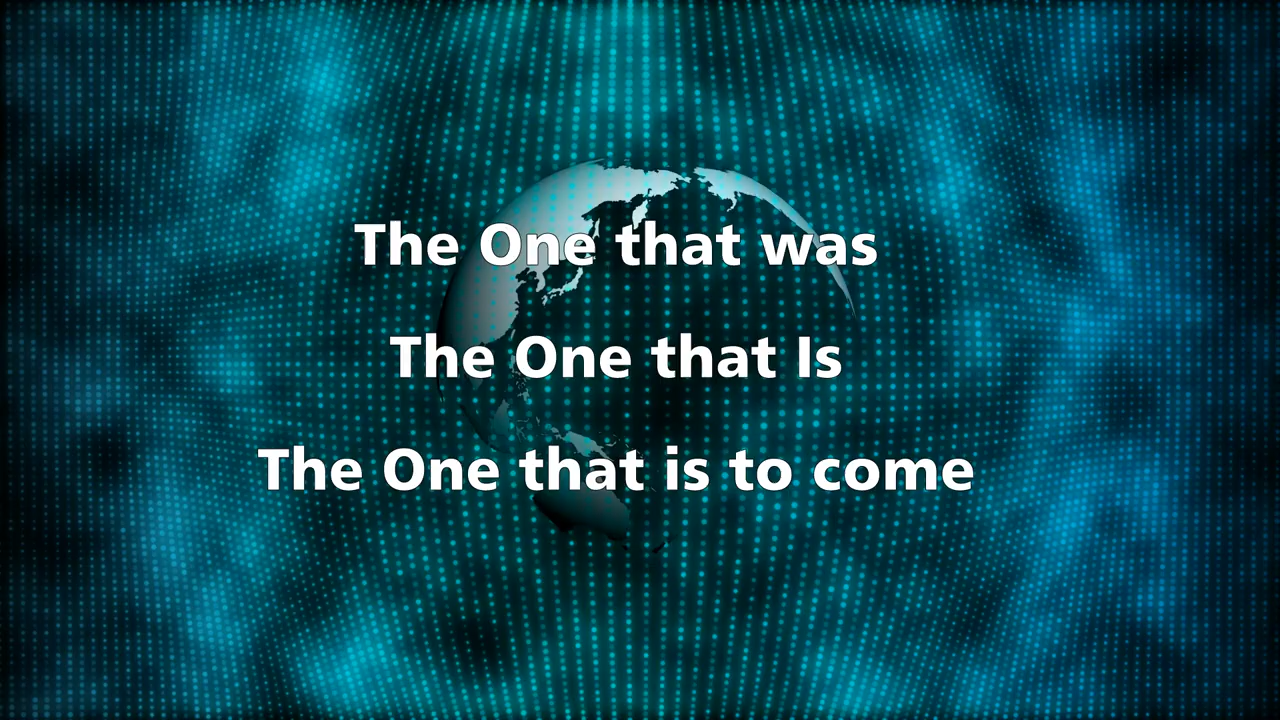 The One that was
The One that Is
The One that is to come